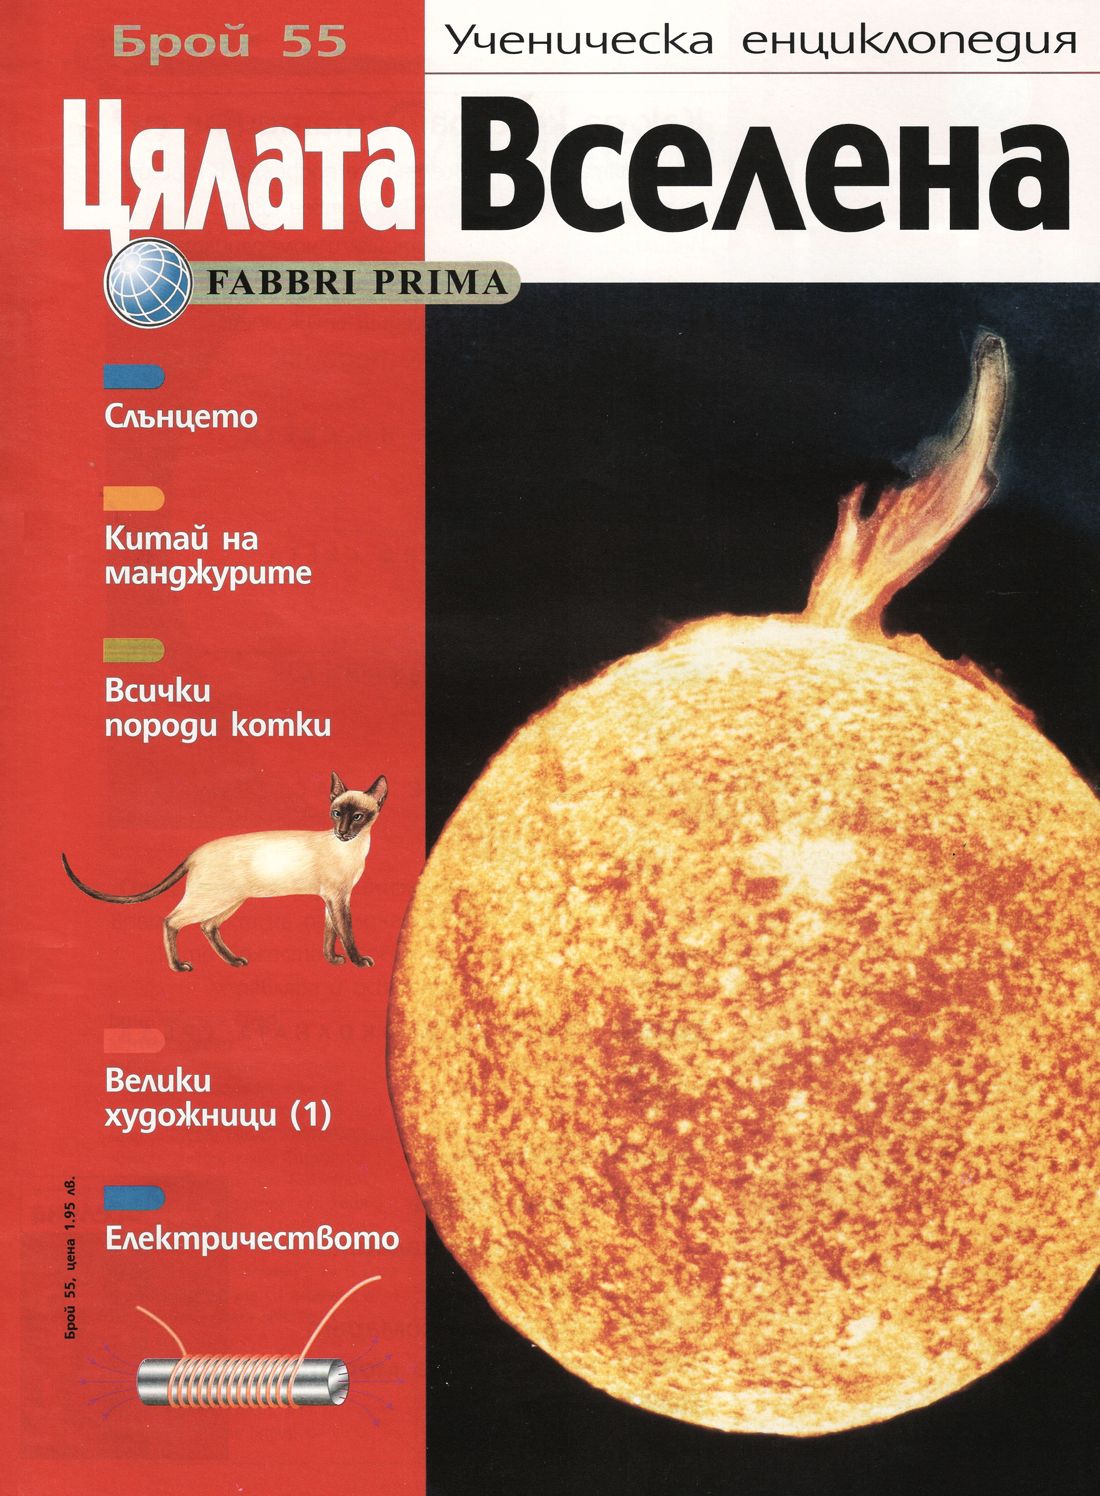 Брой 55
Ученическа енциклопедия
Цялата Вселена
FABBRI PRIMA
Слънцето
Китай на
манджурите
Всички
породи котки
Велики
художници (1)
Електричеството
Брой 55, цена 1.95 лв.